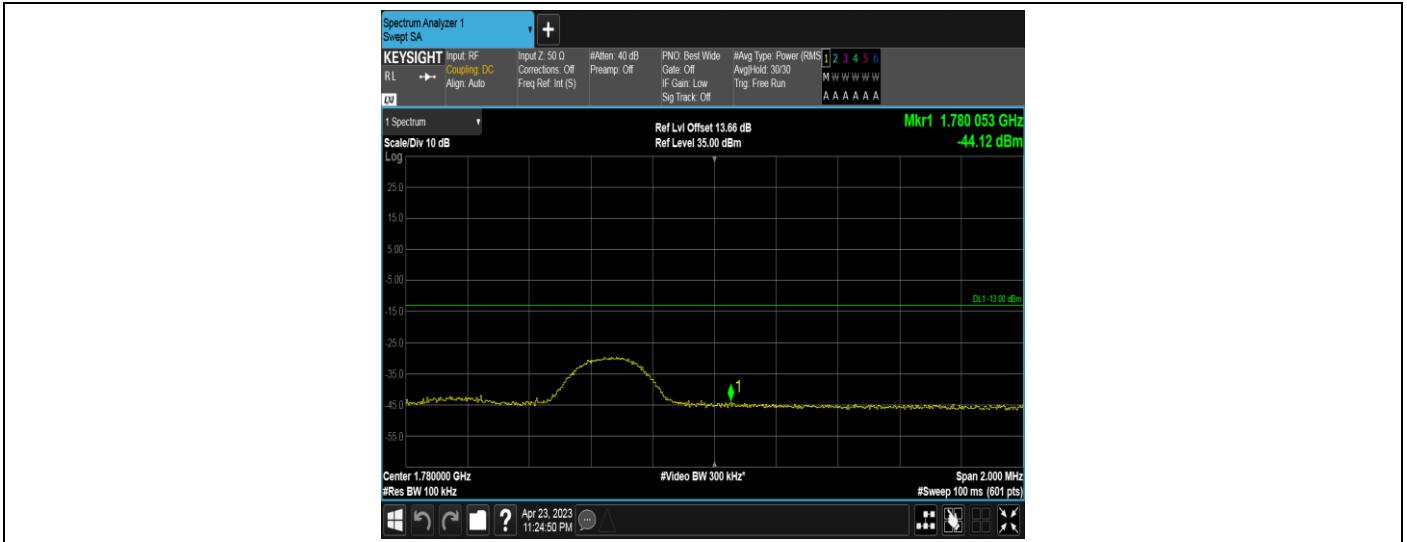 Spectrum Analyzer 1
Swept SA
+
KEYSIGHT
RL
LXI
Input: RF
Coupling: DC
Align: Auto
Input Z: 50 Ω
Corrections: Off
Freq Ref: Int (S)
#Atten: 40 dB
Preamp: Off
PNO: Best Wide
Gate: Off
IF Gain: Low
Sig Track: Off
#Avg Type: Power (RMS
Avg|Hold: 30/30
Trig: Free Run
1 2 3 4 5 6
M W W W W W
A A A A A A
1 Spectrum
Scale/Div 10 dB
Log
Ref Lvl Offset 13.66 dB
Ref Level 35.00 dBm
Mkr1 1.780 053 GHz
-44.12 dBm
25.0
15.0
5.00
-5.00
DL1 -13.00 dBm
-15.0
-25.0
-35.0
1
-45.0
-55.0
Center 1.780000 GHz
#Res BW 100 kHz
#Video BW 300 kHz*
Span 2.000 MHz
#Sweep 100 ms (601 pts)
?
Apr 23, 2023
11:24:50 PM